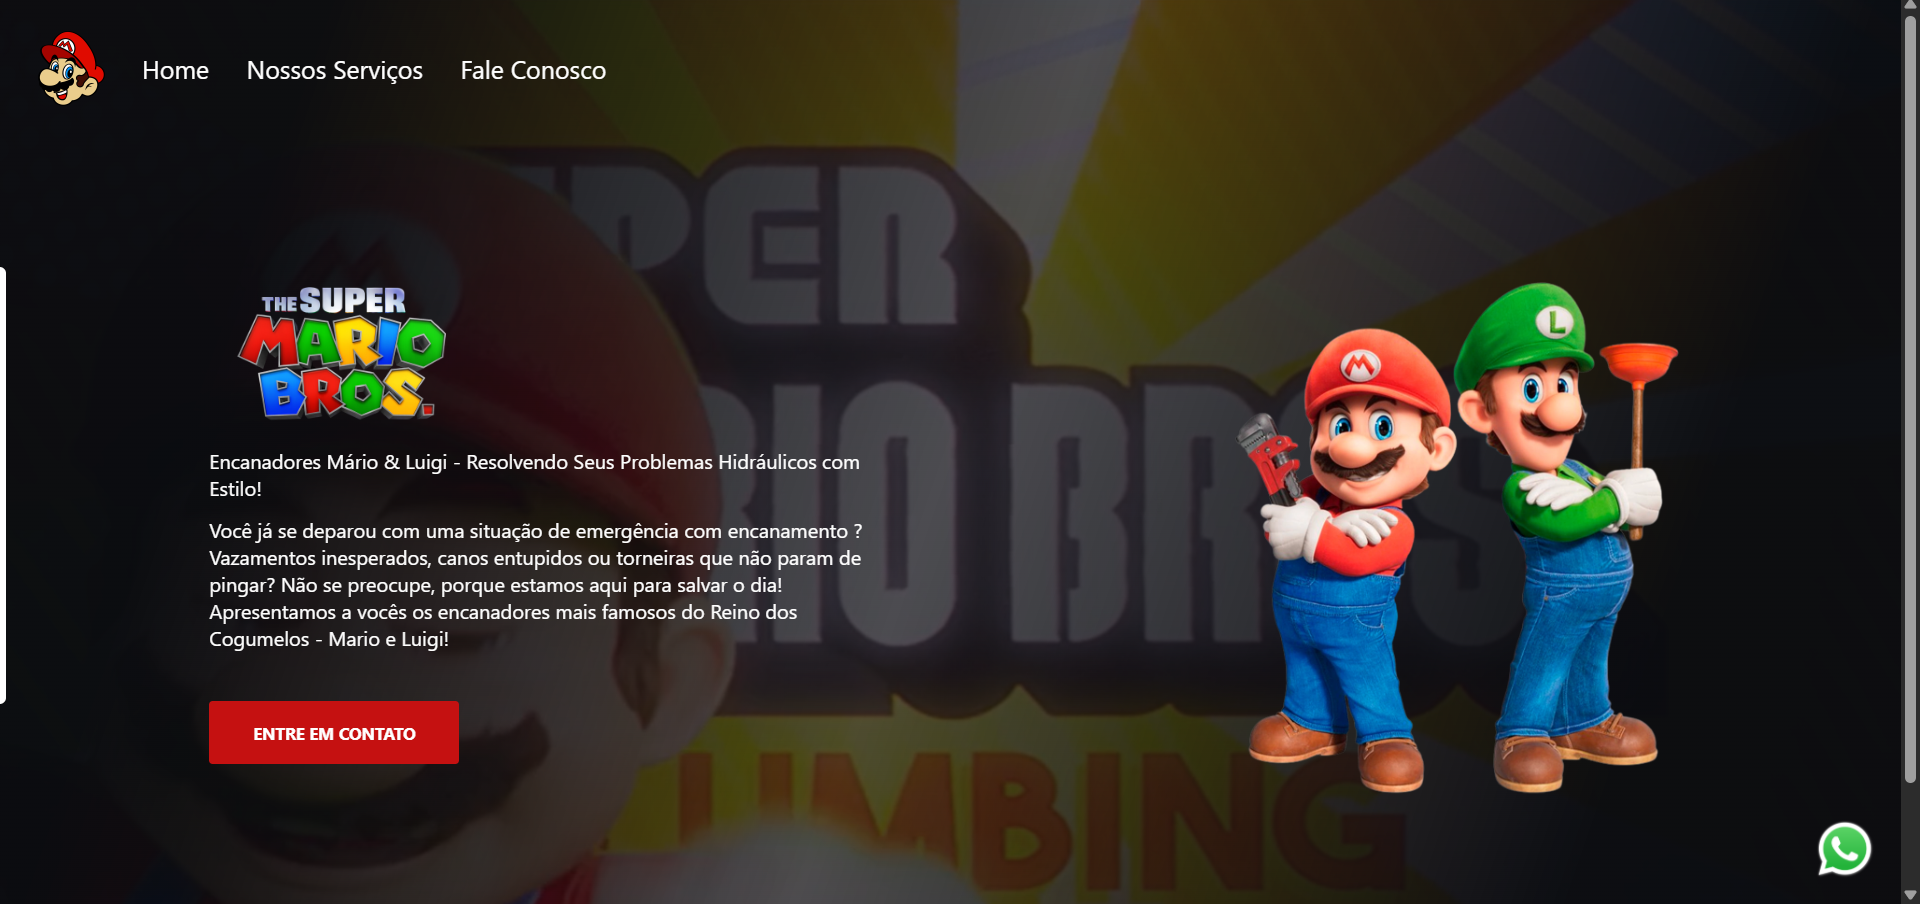 Home Nossos Serviços Fale Conosco
THE SUPER
MARIO
BROS.
Encanadores Mário & Luigi - Resolvendo Seus Problemas Hidráulicos com
Estilo!
Você já se deparou com uma situação de emergência com encanamento ?
Vazamentos inesperados, canos entupidos ou torneiras que não param de
pingar? Não se preocupe, porque estamos aqui para salvar o dia!
Apresentamos a vocês os encanadores mais famosos do Reino dos
Cogumelos - Mario e Luigi!
ENTRE EM CONTATO
M
L